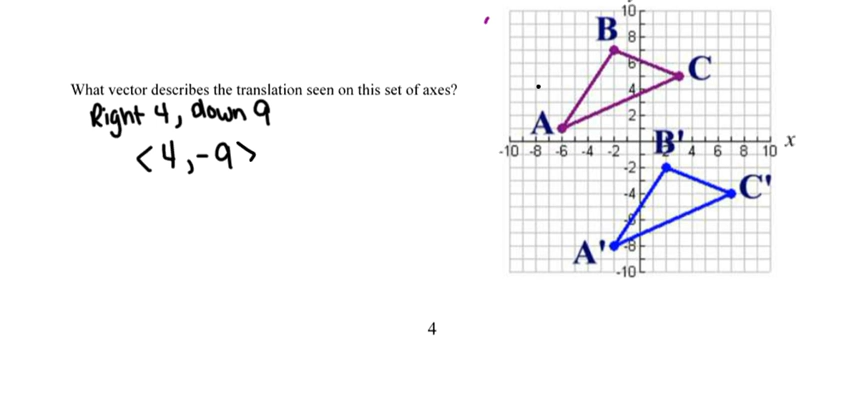 What vector describes the translation seen on this set of axes?
Right 4, down 9
<4,-9>
10
B
8
6
C
4
2
A
-10 -8 -6 -4 -2 B' 4 6 8 10 x
-2
-4
C'
-6
A'
-8
-10
4